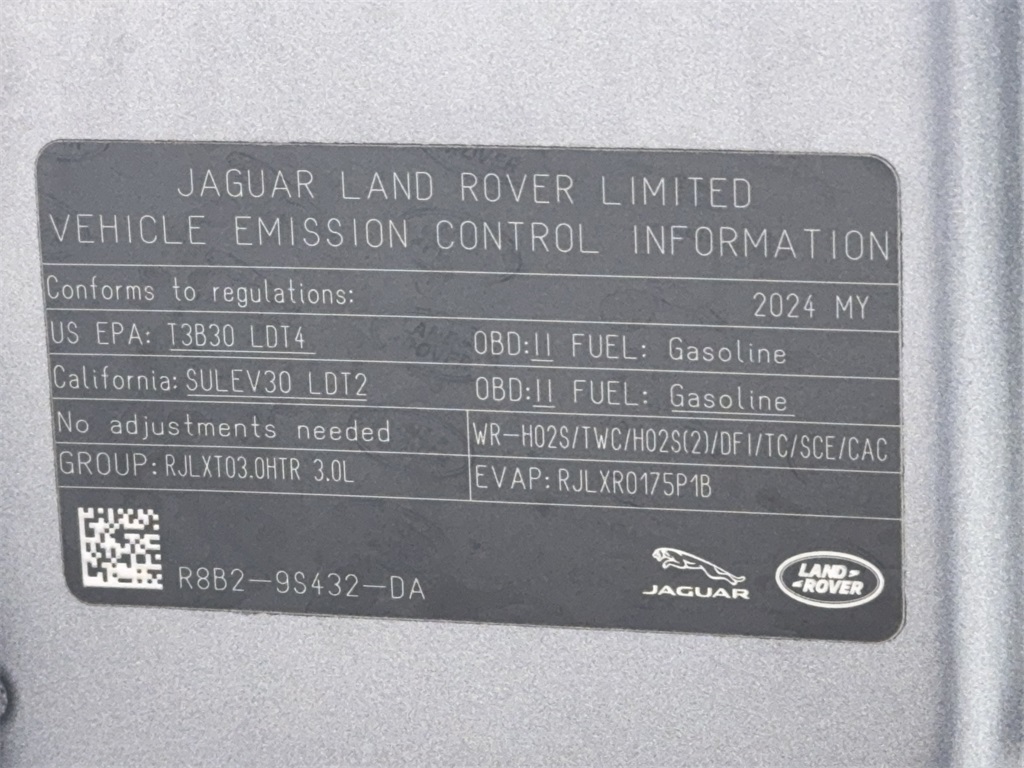 JAGUAR LAND ROVER LIMITED
VEHICLE EMISSION CONTROL INFORMATION
Conforms to regulations: 2024 MY
US EPA: T3B30 LDT4 OBD:II FUEL: Gasoline
California: SULEV30 LDT2 OBD:II FUEL: Gasoline
No adjustments needed WR-HO2S/TWC/HO2S(2)/DFI/TC/SCE/CAC
GROUP: RJLXT03.0HTR 3.0L EVAP: RJLXR0175P1B
R8B2-9S432-DA
JAGUAR
LAND ROVER